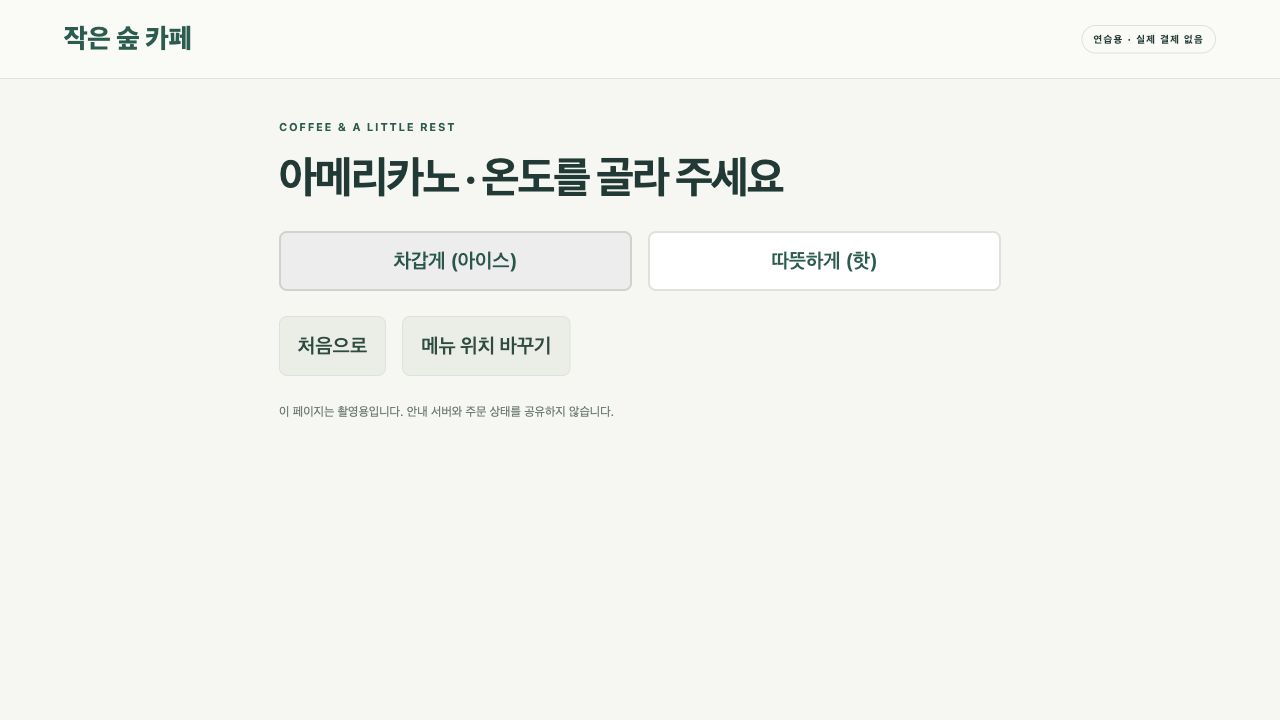 작은 숲 카페
연습용 · 실제 결제 없음
COFFEE & A LITTLE REST
아메리카노 · 온도를 골라 주세요
차갑게 (아이스)
따뜻하게 (핫)
처음으로
메뉴 위치 바꾸기
이 페이지는 촬영용입니다. 안내 서버와 주문 상태를 공유하지 않습니다.